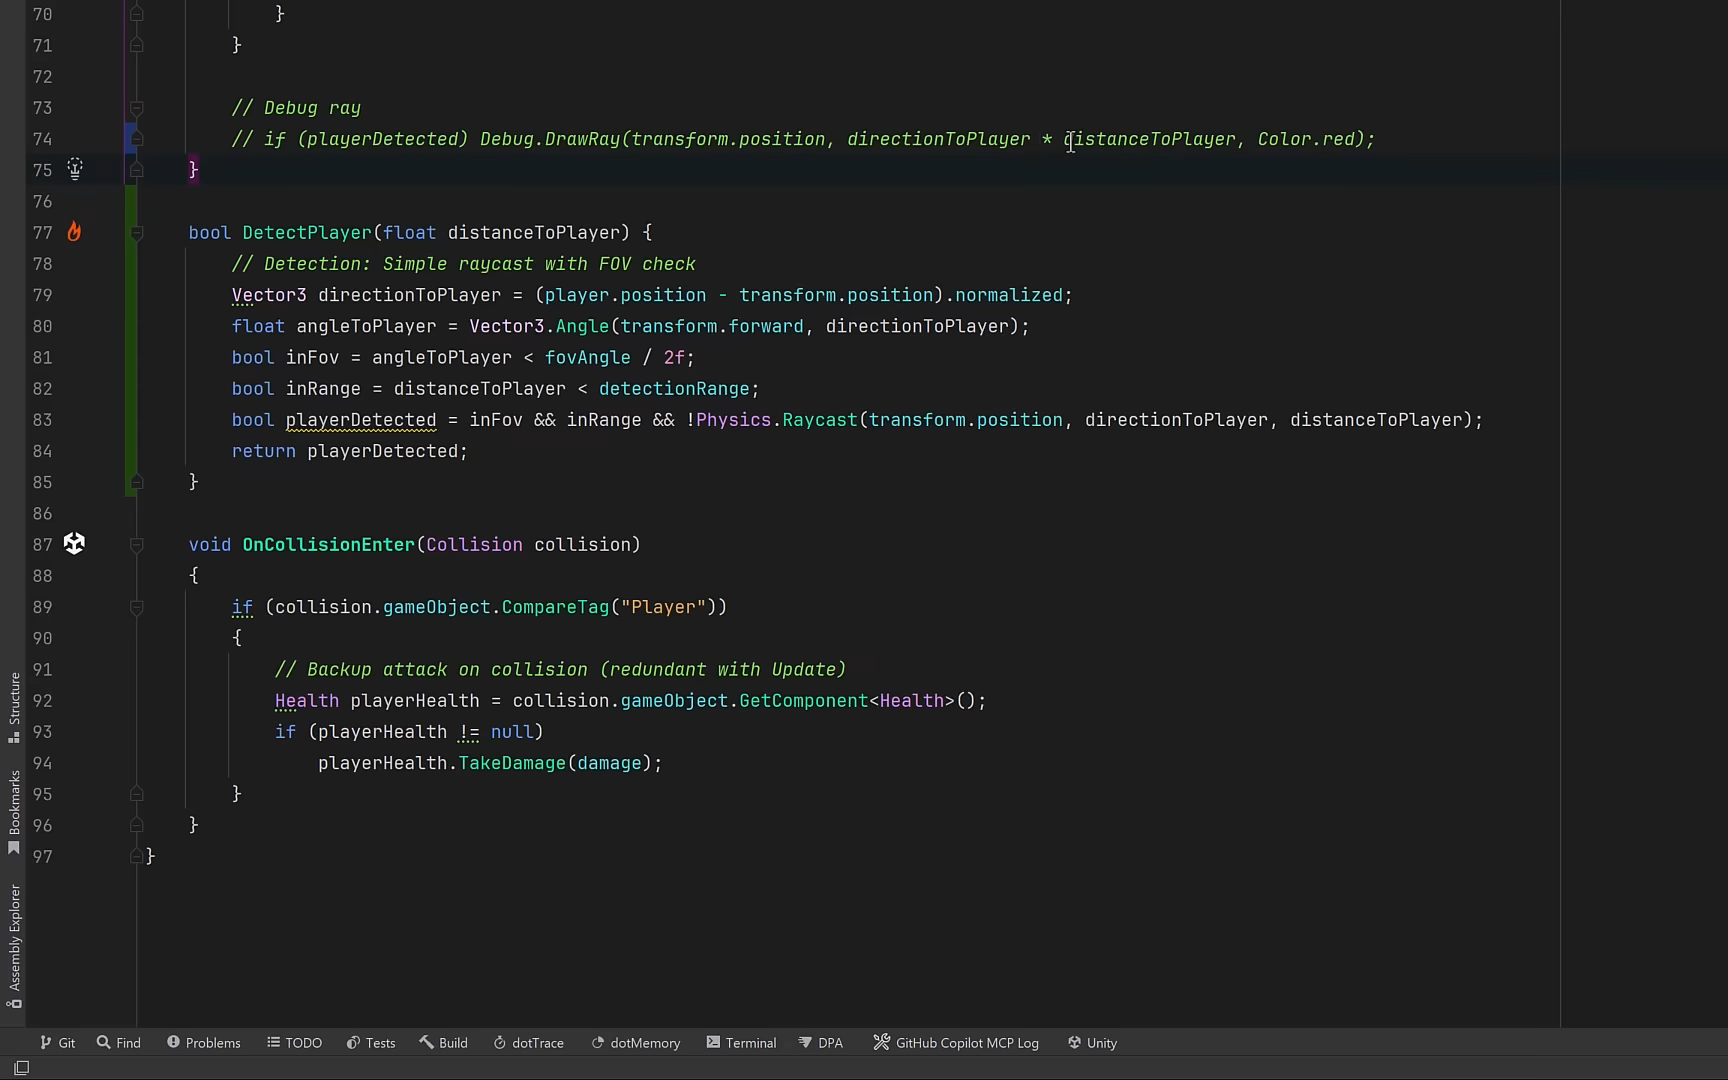 70 }
71 }
72
73 // Debug ray
74 // if (playerDetected) Debug.DrawRay(transform.position, directionToPlayer * distanceToPlayer, Color.red);
75 }
76
77 bool DetectPlayer(float distanceToPlayer) {
78 // Detection: Simple raycast with FOV check
79 Vector3 directionToPlayer = (player.position - transform.position).normalized;
80 float angleToPlayer = Vector3.Angle(transform.forward, directionToPlayer);
81 bool inFov = angleToPlayer < fovAngle / 2f;
82 bool inRange = distanceToPlayer < detectionRange;
83 bool playerDetected = inFov && inRange && !Physics.Raycast(transform.position, directionToPlayer, distanceToPlayer);
84 return playerDetected;
85 }
86
87 void OnCollisionEnter(Collision collision)
88 {
89 if (collision.gameObject.CompareTag("Player"))
90 {
91 // Backup attack on collision (redundant with Update)
92 Health playerHealth = collision.gameObject.GetComponent<Health>();
93 if (playerHealth != null)
94 playerHealth.TakeDamage(damage);
95 }
96 }
97 }
Structure
Bookmarks
Assembly Explorer
Git Find Problems TODO Tests Build dotTrace dotMemory Terminal DPA GitHub Copilot MCP Log Unity